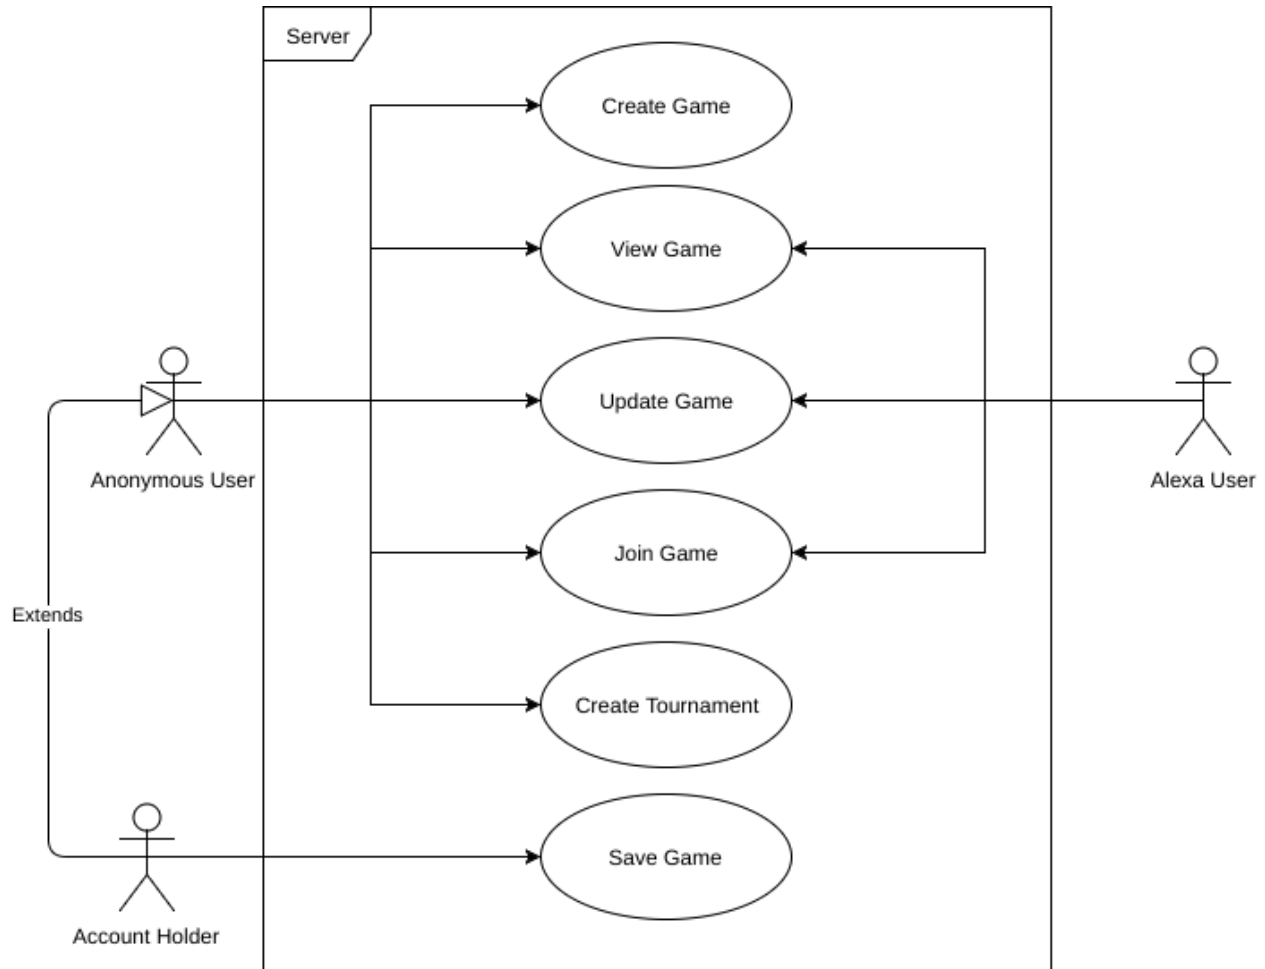 Server
Create Game
View Game
Update Game
Anonymous User
Alexa User
Join Game
Extends
Create Tournament
Save Game
Account Holder